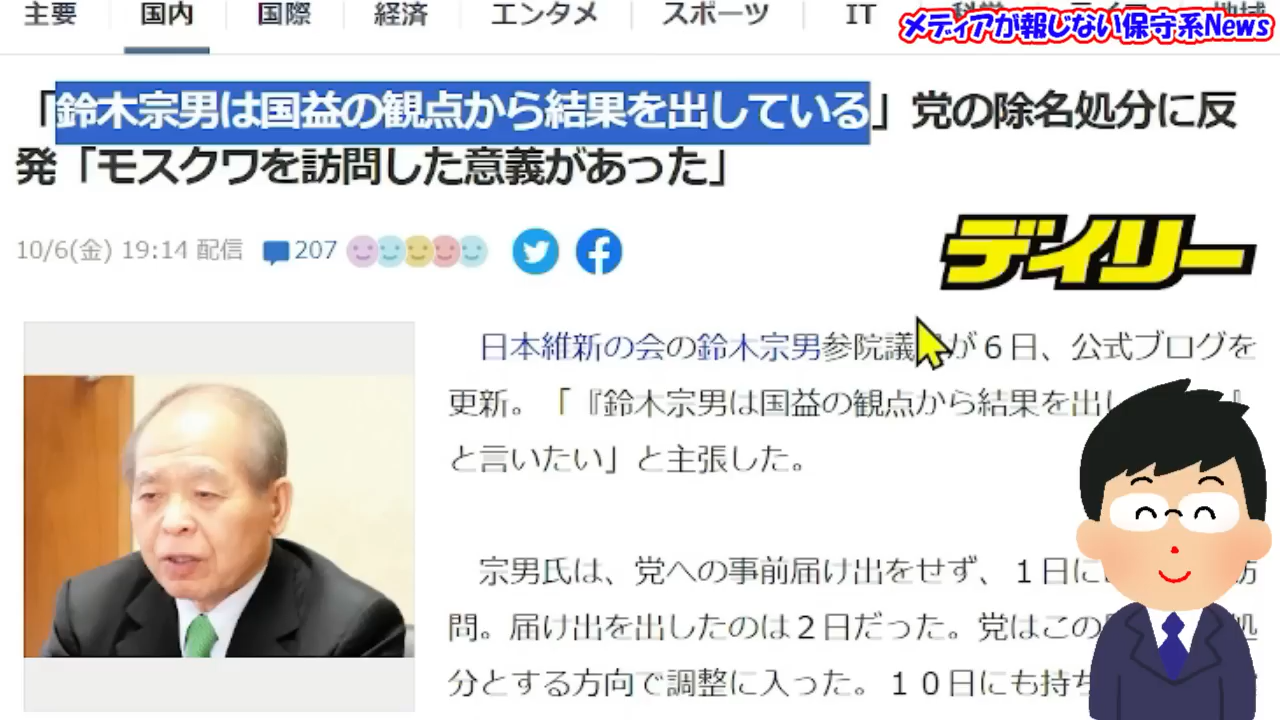 主要 国内 国際 経済 エンタメ スポーツ IT
メディアが報じない保守系News
「鈴木宗男は国益の観点から結果を出している」党の除名処分に反
発「モスクワを訪問した意義があった」
10/6(金) 19:14 配信 207
デイリー
日本維新の会の鈴木宗男参院議 が６日、公式ブログを
更新。「『鈴木宗男は国益の観点から結果を出し 』
と言いたい」と主張した。
宗男氏は、党への事前届け出をせず、１日に 訪
問。届け出を出したのは２日だった。党はこの 処
分とする方向で調整に入った。１０日にも持ち